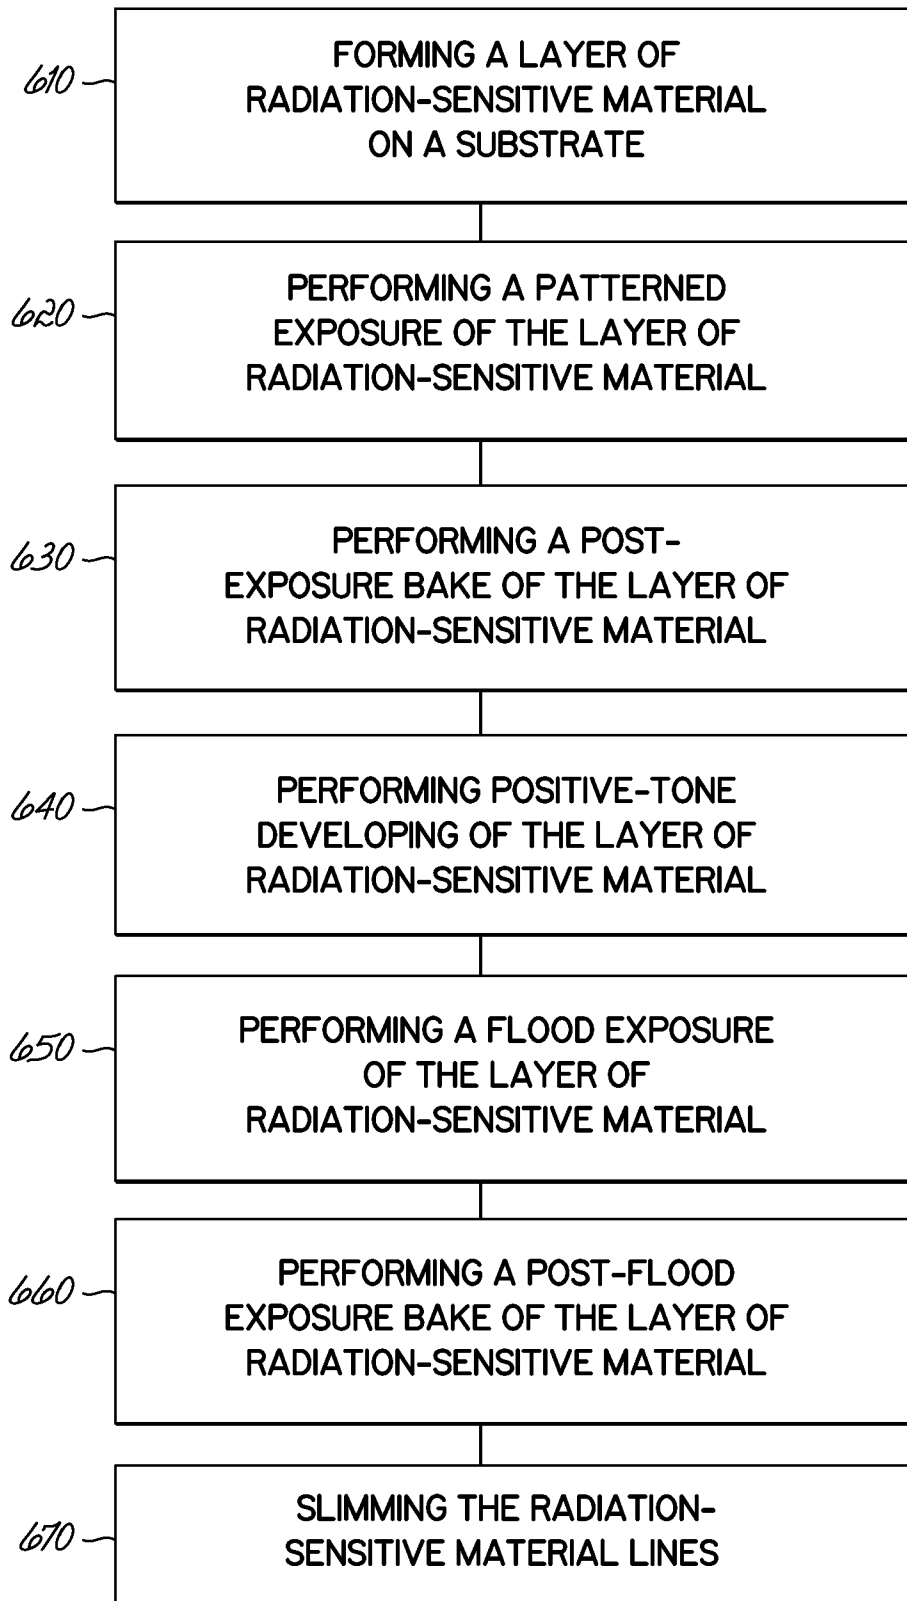 610
FORMING A LAYER OF
RADIATION-SENSITIVE MATERIAL
ON A SUBSTRATE
620
PERFORMING A PATTERNED
EXPOSURE OF THE LAYER OF
RADIATION-SENSITIVE MATERIAL
630
PERFORMING A POST-
EXPOSURE BAKE OF THE LAYER OF
RADIATION-SENSITIVE MATERIAL
640
PERFORMING POSITIVE-TONE
DEVELOPING OF THE LAYER OF
RADIATION-SENSITIVE MATERIAL
650
PERFORMING A FLOOD EXPOSURE
OF THE LAYER OF
RADIATION-SENSITIVE MATERIAL
660
PERFORMING A POST-FLOOD
EXPOSURE BAKE OF THE LAYER OF
RADIATION-SENSITIVE MATERIAL
670
SLIMMING THE RADIATION-
SENSITIVE MATERIAL LINES